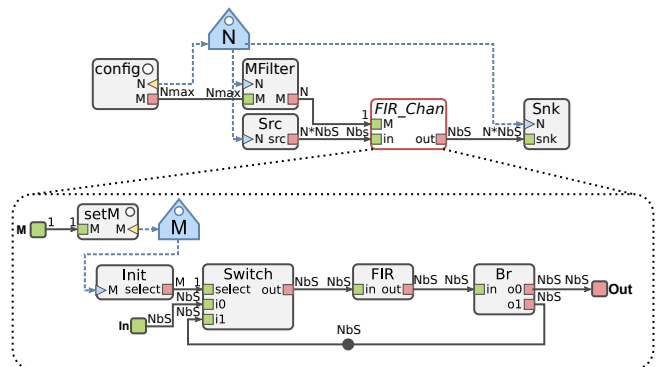 N
config
N
M
Nmax
Nmax
MFilter
N
M
M
N
Src
N
src
N*NbS
Nbs
FIR_Chan
1
M
in
out
NbS
N*NbS
Snk
N
snk
M
1
1
setM
M
M
M
Init
M
select
M
1
NbS
NbS
In
Switch
select
i0
i1
out
NbS
NbS
FIR
in
out
NbS
NbS
Br
in
o0
o1
NbS
NbS
NbS
Out
NbS